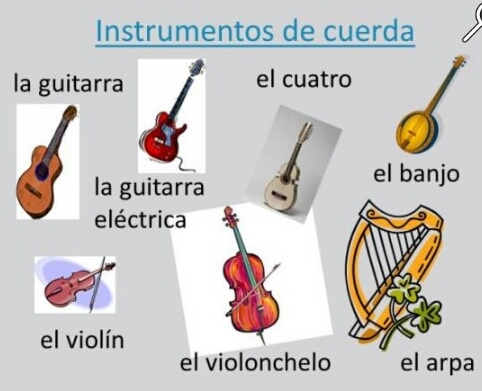 Instrumentos de cuerda
la guitarra
el cuatro
la guitarra
eléctrica
el banjo
el violín
el violonchelo
el arpa